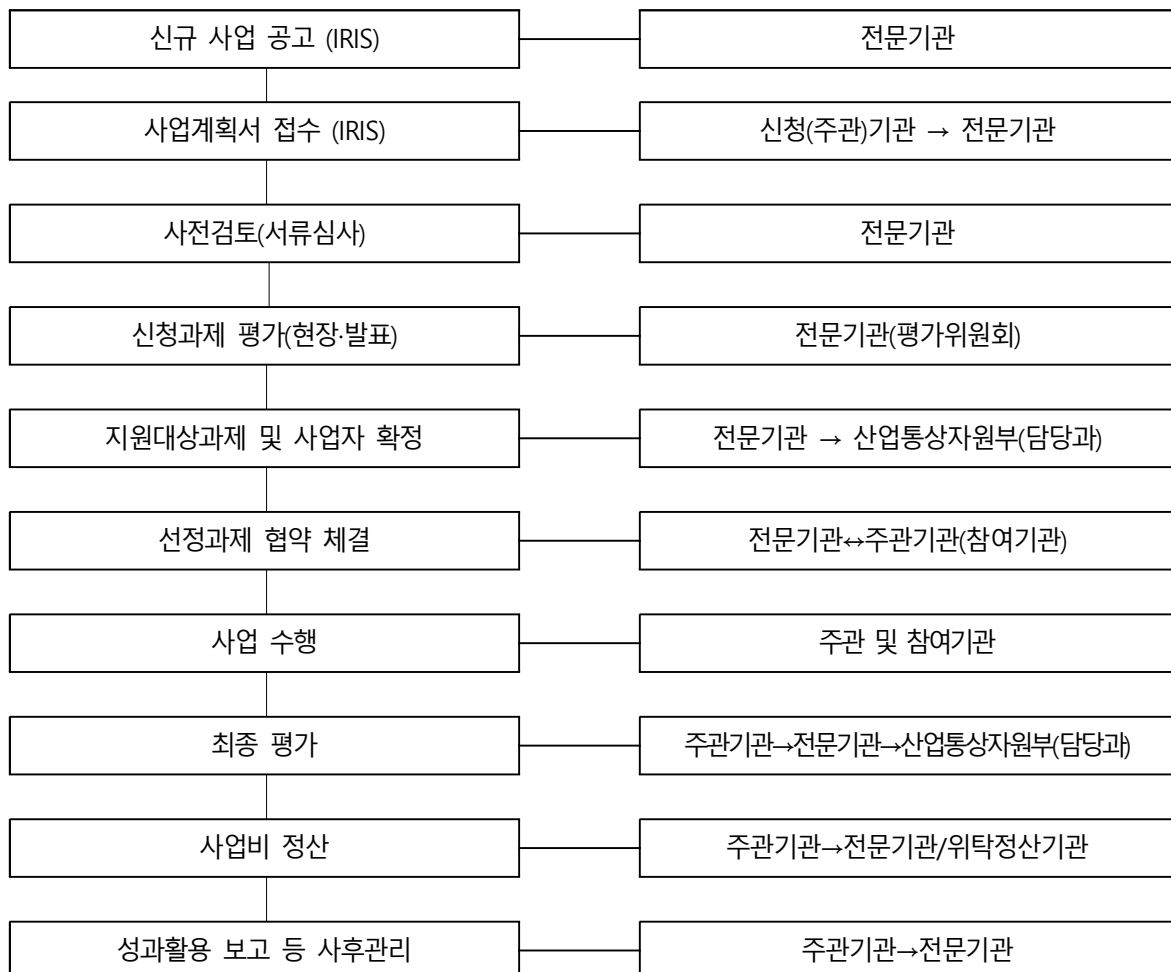 신규 사업 공고 (IRIS)
전문기관
사업계획서 접수 (IRIS)
신청(주관)기관 → 전문기관
사전검토(서류심사)
전문기관
신청과제 평가(현장·발표)
전문기관(평가위원회)
지원대상과제 및 사업자 확정
전문기관 → 산업통상자원부(담당과)
선정과제 협약 체결
전문기관↔주관기관(참여기관)
사업 수행
주관 및 참여기관
최종 평가
주관기관→전문기관→산업통상자원부(담당과)
사업비 정산
주관기관→전문기관/위탁정산기관
성과활용 보고 등 사후관리
주관기관→전문기관